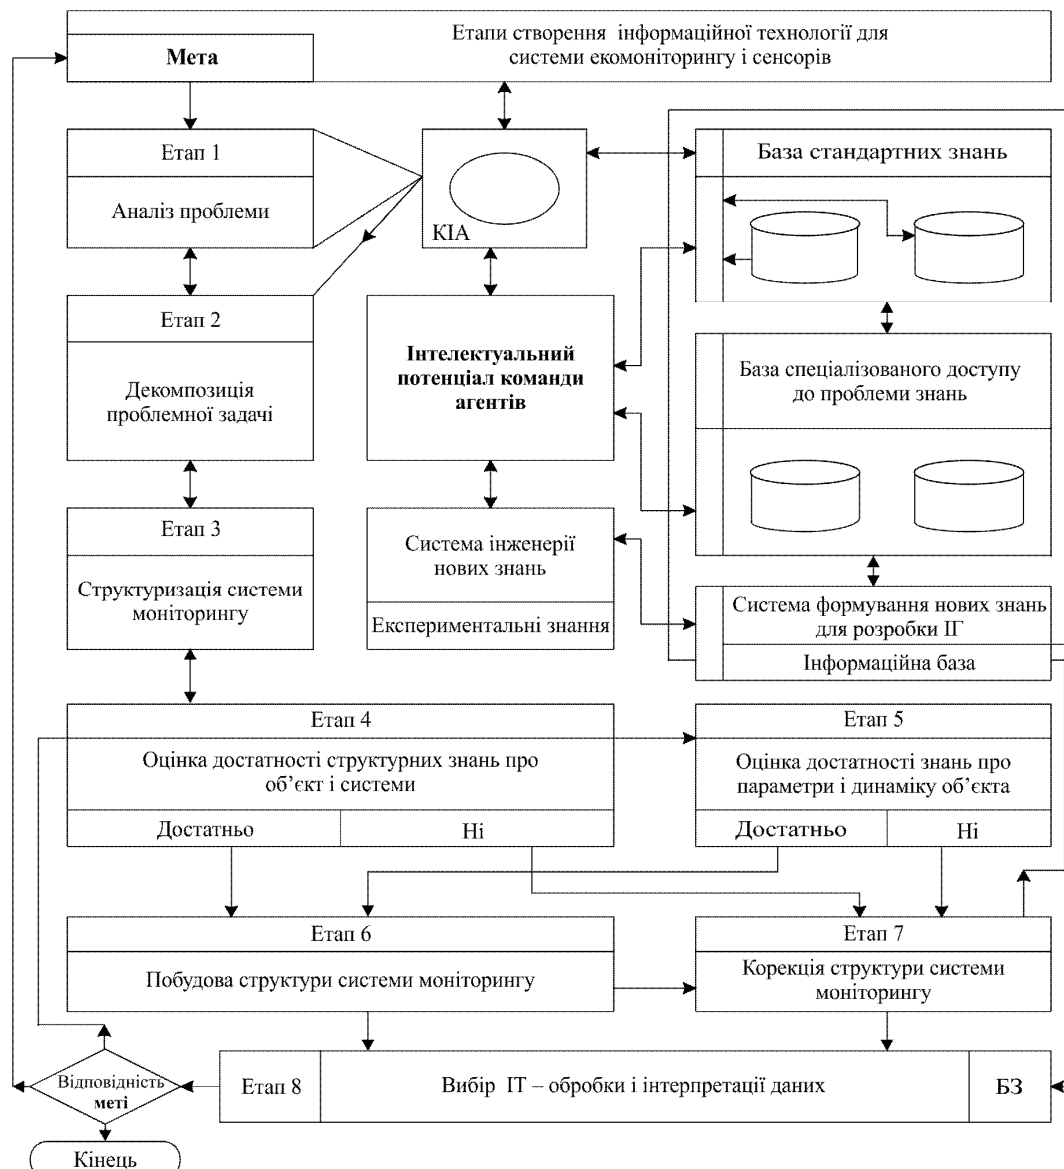 Етапи створення інформаційної технології для
системи екомоніторингу і сенсорів
Мета
Етап 1
Аналіз проблеми
КІА
База стандартних знань
Етап 2
Декомпозиція
проблемної задачі
Інтелектуальний
потенціал команди
агентів
База спеціалізованого доступу
до проблеми знань
Етап 3
Структуризація системи
моніторингу
Система інженерії
нових знань
Експериментальні знання
Система формування нових знань
для розробки ІГ
Інформаційна база
Етап 4
Оцінка достатності структурних знань про
об’єкт і системи
Достатньо
Ні
Етап 5
Оцінка достатності знань про
параметри і динаміку об’єкта
Достатньо
Ні
Етап 6
Побудова структури системи моніторингу
Етап 7
Корекція структури системи
моніторингу
Відповідність
меті
Етап 8
Вибір ІТ – обробки і інтерпретації даних
БЗ
Кінець